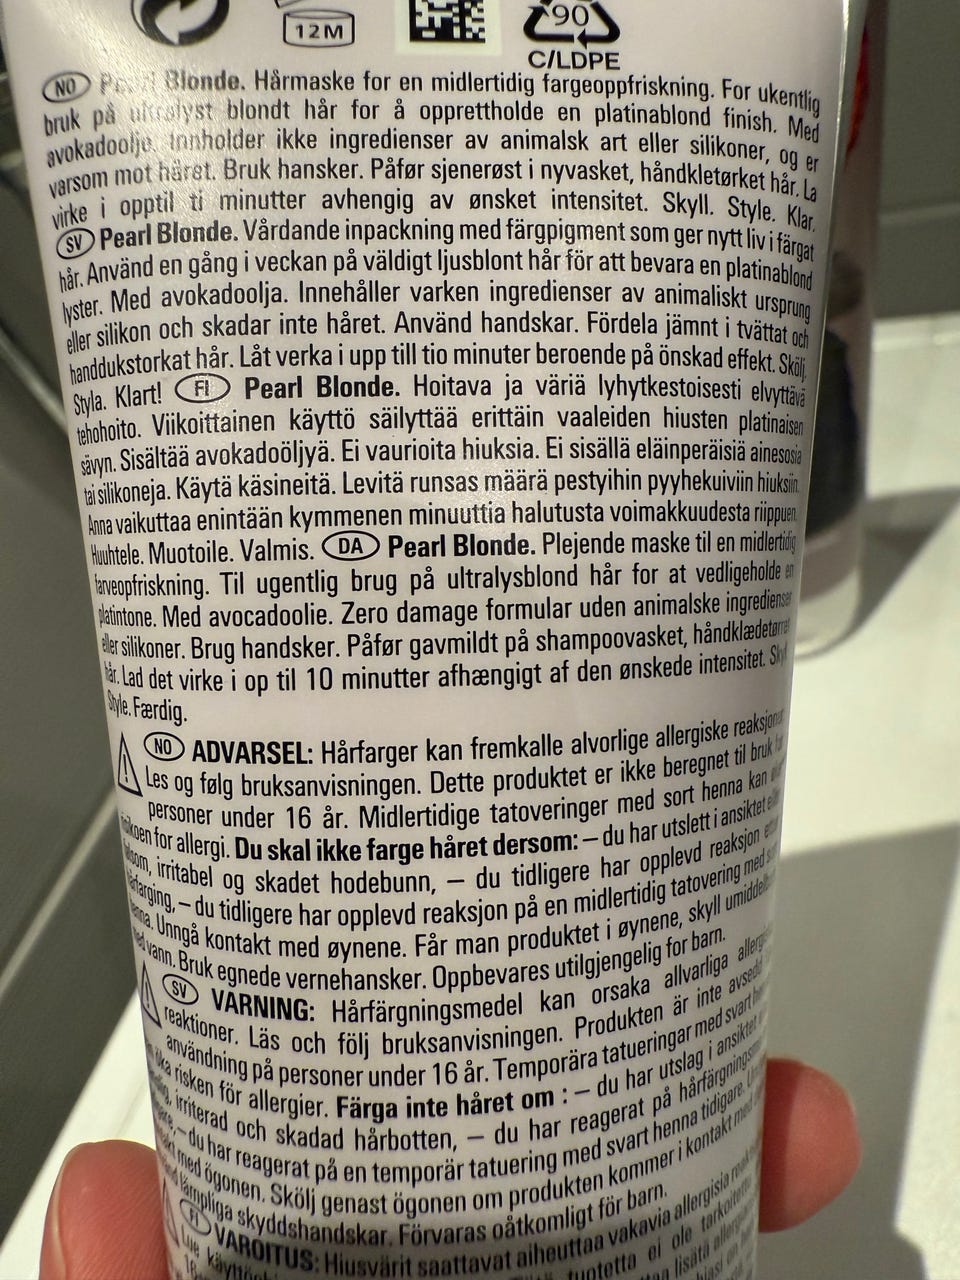 12M
90
C/LDPE
NO Pearl Blonde. Hårmaske for en midlertidig fargeoppfriskning. For ukentlig
bruk på ultralyst blondt hår for å opprettholde en platinablond finish. Med
avokadoolje. Innholder ikke ingredienser av animalsk art eller silikoner, og er
varsom mot håret. Bruk hansker. Påfør sjenerøst i nyvasket, håndkletørket hår. La
virke i opptil ti minutter avhengig av ønsket intensitet. Skyll. Style. Klar.
SV Pearl Blonde. Vårdande inpackning med färgpigment som ger nytt liv i färgat
hår. Använd en gång i veckan på väldigt ljusblont hår för att bevara en platinablond
lyster. Med avokadoolja. Innehåller varken ingredienser av animaliskt ursprung
eller silikon och skadar inte håret. Använd handskar. Fördela jämnt i tvättat och
handdukstorkat hår. Låt verka i upp till tio minuter beroende på önskad effekt. Skölj.
Styla. Klart! FI Pearl Blonde. Hoitava ja väriä lyhytkestoisesti elvyttävä
tehohoito. Viikoittainen käyttö säilyttää erittäin vaaleiden hiusten platinaisen
sävyn. Sisältää avokadoöljyä. Ei vaurioita hiuksia. Ei sisällä eläinperäisiä ainesosia
tai silikoneja. Käytä käsineitä. Levitä runsas määrä pestyihin pyyhekuiviin hiuksiin.
Anna vaikuttaa enintään kymmenen minuuttia halutusta voimakkuudesta riippuen.
Huuhtele. Muotoile. Valmis. DA Pearl Blonde. Plejende maske til en midlertidig
farveopfriskning. Til ugentlig brug på ultralysblond hår for at vedligeholde en
platintone. Med avocadoolie. Zero damage formular uden animalske ingredienser
eller silikoner. Brug handsker. Påfør gavmildt på shampoovasket, håndklædetørret
hår. Lad det virke i op til 10 minutter afhængigt af den ønskede intensitet. Skyl
Style. Færdig.
NO ADVARSEL: Hårfarger kan fremkalle alvorlige allergiske reaksjoner
Les og følg bruksanvisningen. Dette produktet er ikke beregnet til bruk for
personer under 16 år. Midlertidige tatoveringer med sort henna kan
for allergi. Du skal ikke farge håret dersom: – du har utslett i ansiktet
irritabel og skadet hodebunn, – du tidligere har opplevd reaksjon
– du tidligere har opplevd reaksjon på en midlertidig tatovering med
henna. Unngå kontakt med øynene. Får man produktet i øynene, skyll
med vann. Bruk egnede vernehansker. Oppbevares utilgjengelig for barn.
SV VARNING: Hårfärgningsmedel kan orsaka allvarliga
reaktioner. Läs och följ bruksanvisningen. Produkten är inte avsedd
användning på personer under 16 år. Temporära tatueringar med svart
öka risken för allergier. Färga inte håret om : – du har utslag i ansiktet
irriterad och skadad hårbotten, – du har reagerat på
– du har reagerat på en temporär tatuering med svart henna tidigare.
med ögonen. Skölj genast ögonen om produkten kommer i kontakt med
lämpliga skyddshandskar. Förvaras oåtkomligt för barn.
FI VAROITUS: Hiusvärit saattavat aiheuttaa vakavia allergisia
Lue tuotetta ei ole